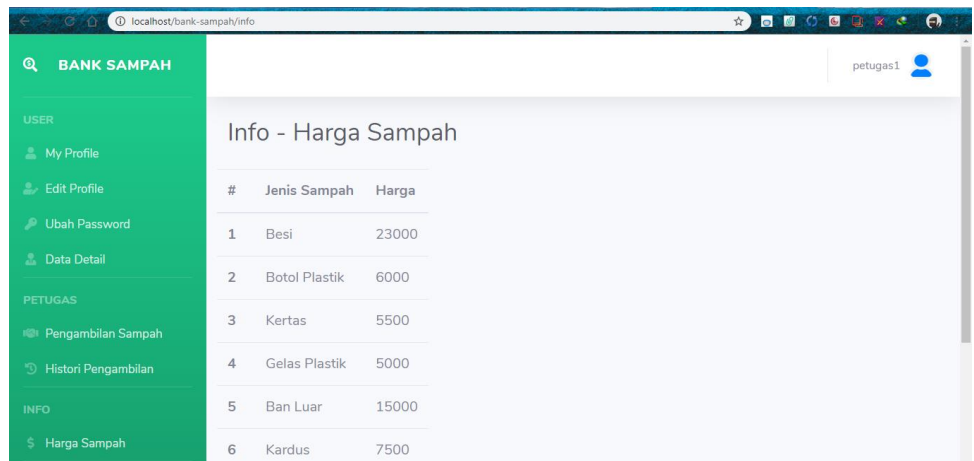 localhost/bank-sampah/info
BANK SAMPAH
petugas1
USER
My Profile
Edit Profile
Ubah Password
Data Detail
PETUGAS
Pengambilan Sampah
Histori Pengambilan
INFO
$ Harga Sampah
Info - Harga Sampah
# Jenis Sampah Harga
1 Besi 23000
2 Botol Plastik 6000
3 Kertas 5500
4 Gelas Plastik 5000
5 Ban Luar 15000
6 Kardus 7500